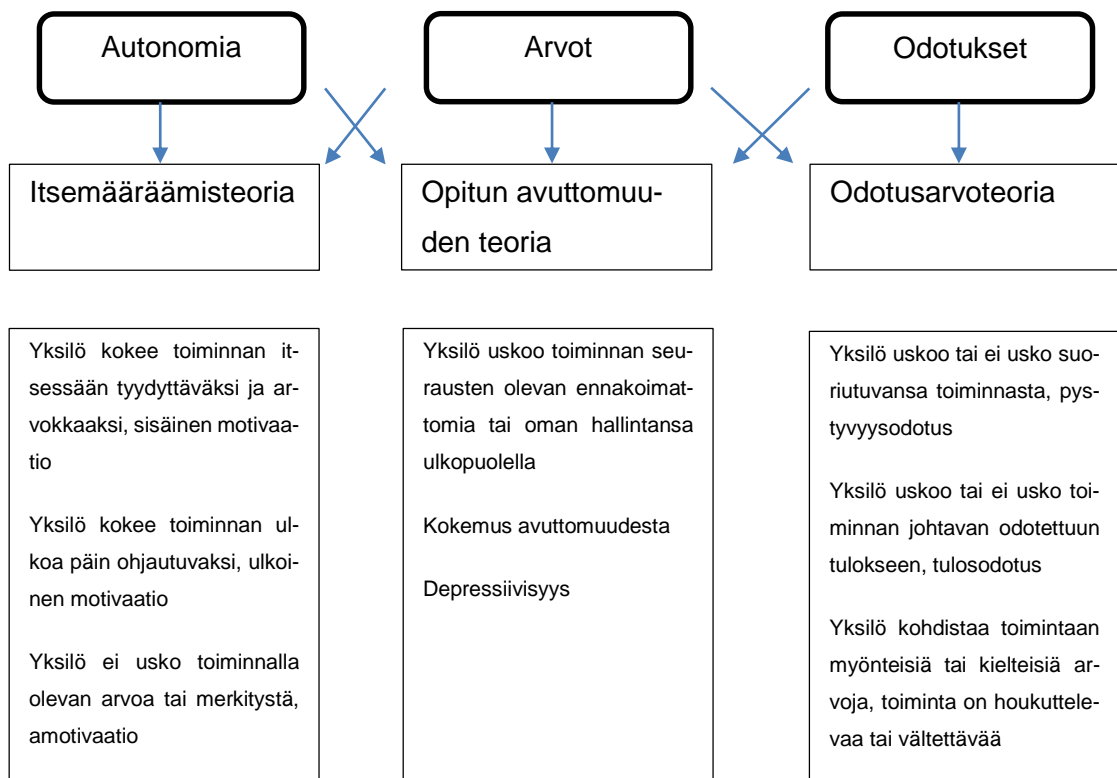 Autonomia
Arvot
Odotukset
Itsemääräämisteoria
Opitun avuttomuu-
den teoria
Odotusarvoteoria
Yksilö kokee toiminnan it-
sessään tyydyttäväksi ja ar-
vokkaaksi, sisäinen motivaa-
tio
Yksilö kokee toiminnan ul-
koa päin ohjautuvaksi, ulkoi-
nen motivaatio
Yksilö ei usko toiminnalla
olevan arvoa tai merkitystä,
amotivaatio
Yksilö uskoo toiminnan seu-
rausten olevan ennakoimat-
tomia tai oman hallintansa
ulkopuolella
Kokemus avuttomuudesta
Depressiivisyys
Yksilö uskoo tai ei usko suo-
riutuvansa toiminnasta, pys-
tyvyysodotus
Yksilö uskoo tai ei usko toi-
minnan johtavan odotettuun
tulokseen, tulosodotus
Yksilö kohdistaa toimintaan
myönteisiä tai kielteisiä ar-
voja, toiminta on houkuttele-
vaa tai vältettävää